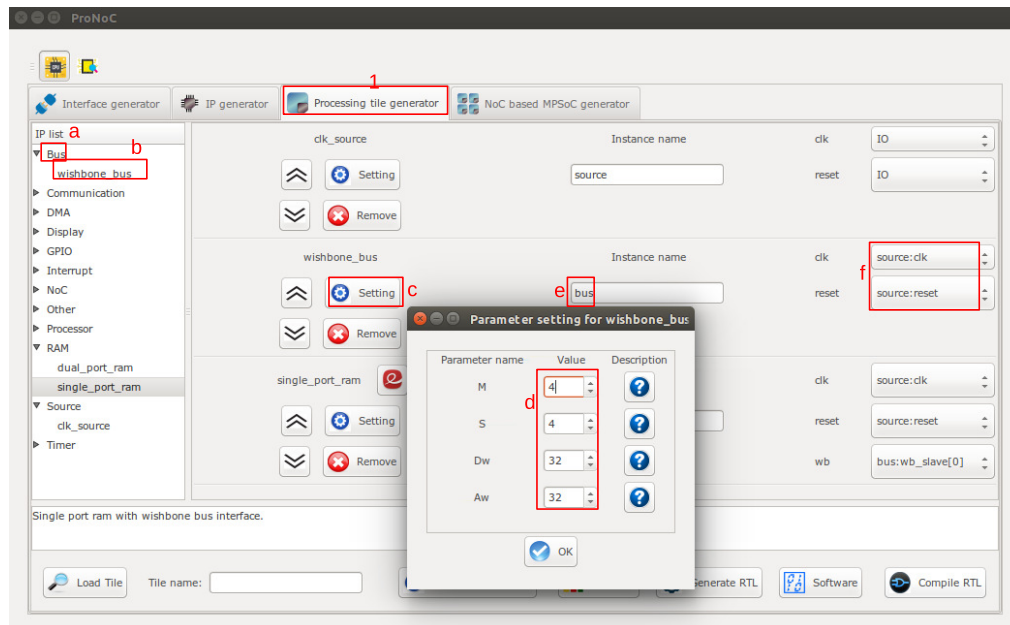 ProNoC
1
Interface generator
IP generator
Processing tile generator
NoC based MPSoC generator
IP list
a
b
Bus
wishbone_bus
Communication
DMA
Display
GPIO
Interrupt
NoC
Other
Processor
RAM
dual_port_ram
single_port_ram
Source
clk_source
Timer
clk_source
Instance name
clk
IO
Setting
source
reset
IO
Remove
wishbone_bus
Instance name
clk
source:clk
f
Setting
c
e
bus
reset
source:reset
Remove
single_port_ram
clk
source:clk
Setting
reset
source:reset
Remove
wb
bus:wb_slave[0]
Parameter setting for wishbone_bus
Parameter name
Value
Description
M
4
d
S
4
Dw
32
Aw
32
OK
Single port ram with wishbone bus interface.
Load Tile
Tile name:
Generate RTL
Software
Compile RTL